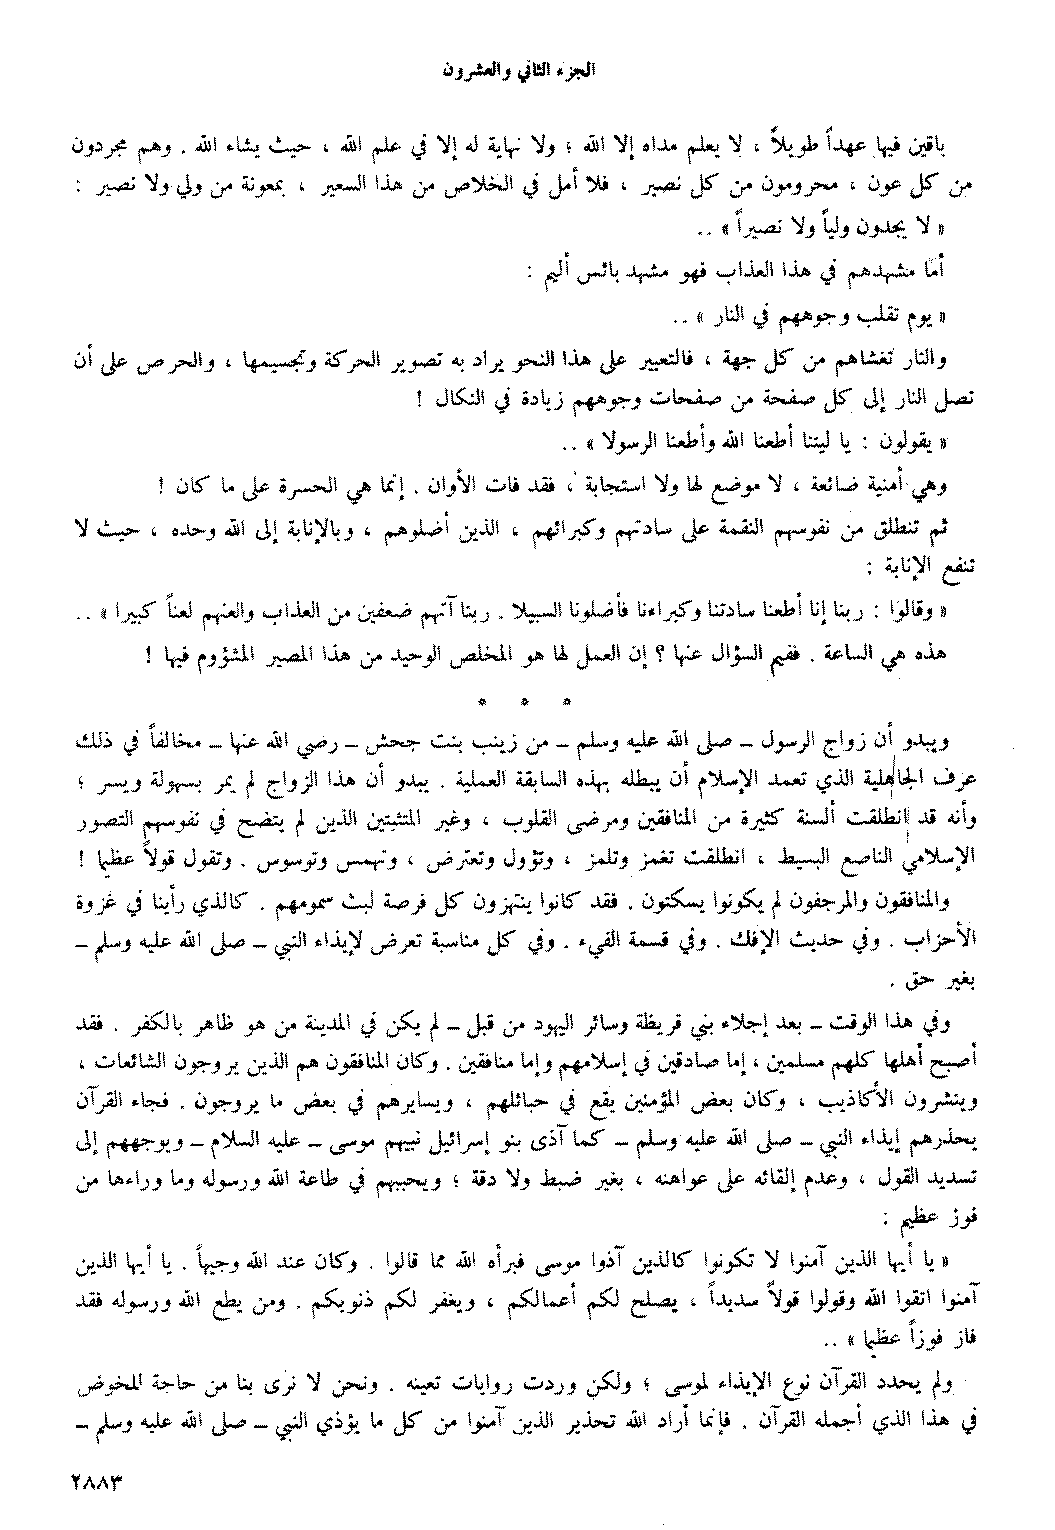 الجزء الثاني والعشرون
باقين فيها عهداً طويلاً ، لا يعلم مداه إلا الله ؛ ولا نهاية له إلا في علم الله ، حيث يشاء الله . وهم مجردون
من كل عون ، محرومون من كل نصير ، فلا أمل في الخلاص من هذا السعير ، بمعونة من ولي ولا نصير :
« لا يجدون ولياً ولا نصيراً » ..
أما مشهدهم في هذا العذاب فهو مشهد بائس أليم :
« يوم تقلب وجوههم في النار » ..
والنار تغشاهم من كل جهة ، فالتعبير على هذا النحو يراد به تصوير الحركة وتجسيمها ، والحرص على أن
تصل النار إلى كل صفحة من صفحات وجوههم زيادة في النكال !
« يقولون : يا ليتنا أطعنا الله وأطعنا الرسولا » ..
وهي أمنية ضائعة ، لا موضع لها ولا استجابة ، فقد فات الأوان . إنما هي الحسرة على ما كان !
ثم تنطلق من نفوسهم النقمة على سادتهم وكبرائهم ، الذين أضلوهم ، وبالإنابة إلى الله وحده ، حيث لا
تنفع الإنابة :
« وقالوا : ربنا إنا أطعنا سادتنا وكبراءنا فأضلونا السبيلا . ربنا آتهم ضعفين من العذاب والعنهم لعناً كبيرا » ..
هذه هي الساعة . ففيم السؤال عنها ؟ إن العمل لها هو المخلص الوحيد من هذا المصير المشؤوم فيها !
* * *
ويبدو أن زواج الرسول – صلى الله عليه وسلم – من زينب بنت جحش – رضي الله عنها – مخالفاً في ذلك
عرف الجاهلية الذي تعمد الإسلام أن يبطله بهذه السابقة العملية . يبدو أن هذا الزواج لم يمر بسهولة ويسر ؛
وأنه قد انطلقت ألسنة كثيرة من المنافقين ومرضى القلوب ، وغير المتثبتين الذين لم يتضح في نفوسهم التصور
الإسلامي الناصع البسيط ، انطلقت تغمز وتلمز ، وتؤول وتعترض ، وتهمس وتوسوس . وتقول قولاً عظيما !
والمنافقون والمرجفون لم يكونوا يسكتون . فقد كانوا ينتهزون كل فرصة لبث سمومهم . كالذي رأينا في غزوة
الأحزاب . وفي حديث الإفك . وفي قسمة الفيء . وفي كل مناسبة تعرض لإيذاء النبي – صلى الله عليه وسلم –
بغير حق .
وفي هذا الوقت – بعد إجلاء بني قريظة وسائر اليهود من قبل – لم يكن في المدينة من هو ظاهر بالكفر . فقد
أصبح أهلها كلهم مسلمين ، إما صادقين في إسلامهم وإما منافقين . وكان المنافقون هم الذين يروجون الشائعات ،
وينشرون الأكاذيب ، وكان بعض المؤمنين يقع في حبائلهم ، ويسايرهم في بعض ما يروجون . فجاء القرآن
يحذرهم إيذاء النبي – صلى الله عليه وسلم – كما آذى بنو إسرائيل نبيهم موسى – عليه السلام – ويوجههم إلى
تسديد القول ، وعدم إلقائه على عواهنه ، بغير ضبط ولا دقة ؛ ويحببهم في طاعة الله ورسوله وما وراءها من
فوز عظيم :
« يا أيها الذين آمنوا لا تكونوا كالذين آذوا موسى فبرأه الله مما قالوا . وكان عند الله وجيهاً . يا أيها الذين
آمنوا اتقوا الله وقولوا قولاً سديداً ، يصلح لكم أعمالكم ، ويغفر لكم ذنوبكم . ومن يطع الله ورسوله فقد
فاز فوزاً عظيما » ..
ولم يحدد القرآن نوع الإيذاء لموسى ؛ ولكن وردت روايات تعينه . ونحن لا نرى بنا من حاجة للخوض
في هذا الذي أجمله القرآن . فإنما أراد الله تحذير الذين آمنوا من كل ما يؤذي النبي – صلى الله عليه وسلم –
٢٨٨٣